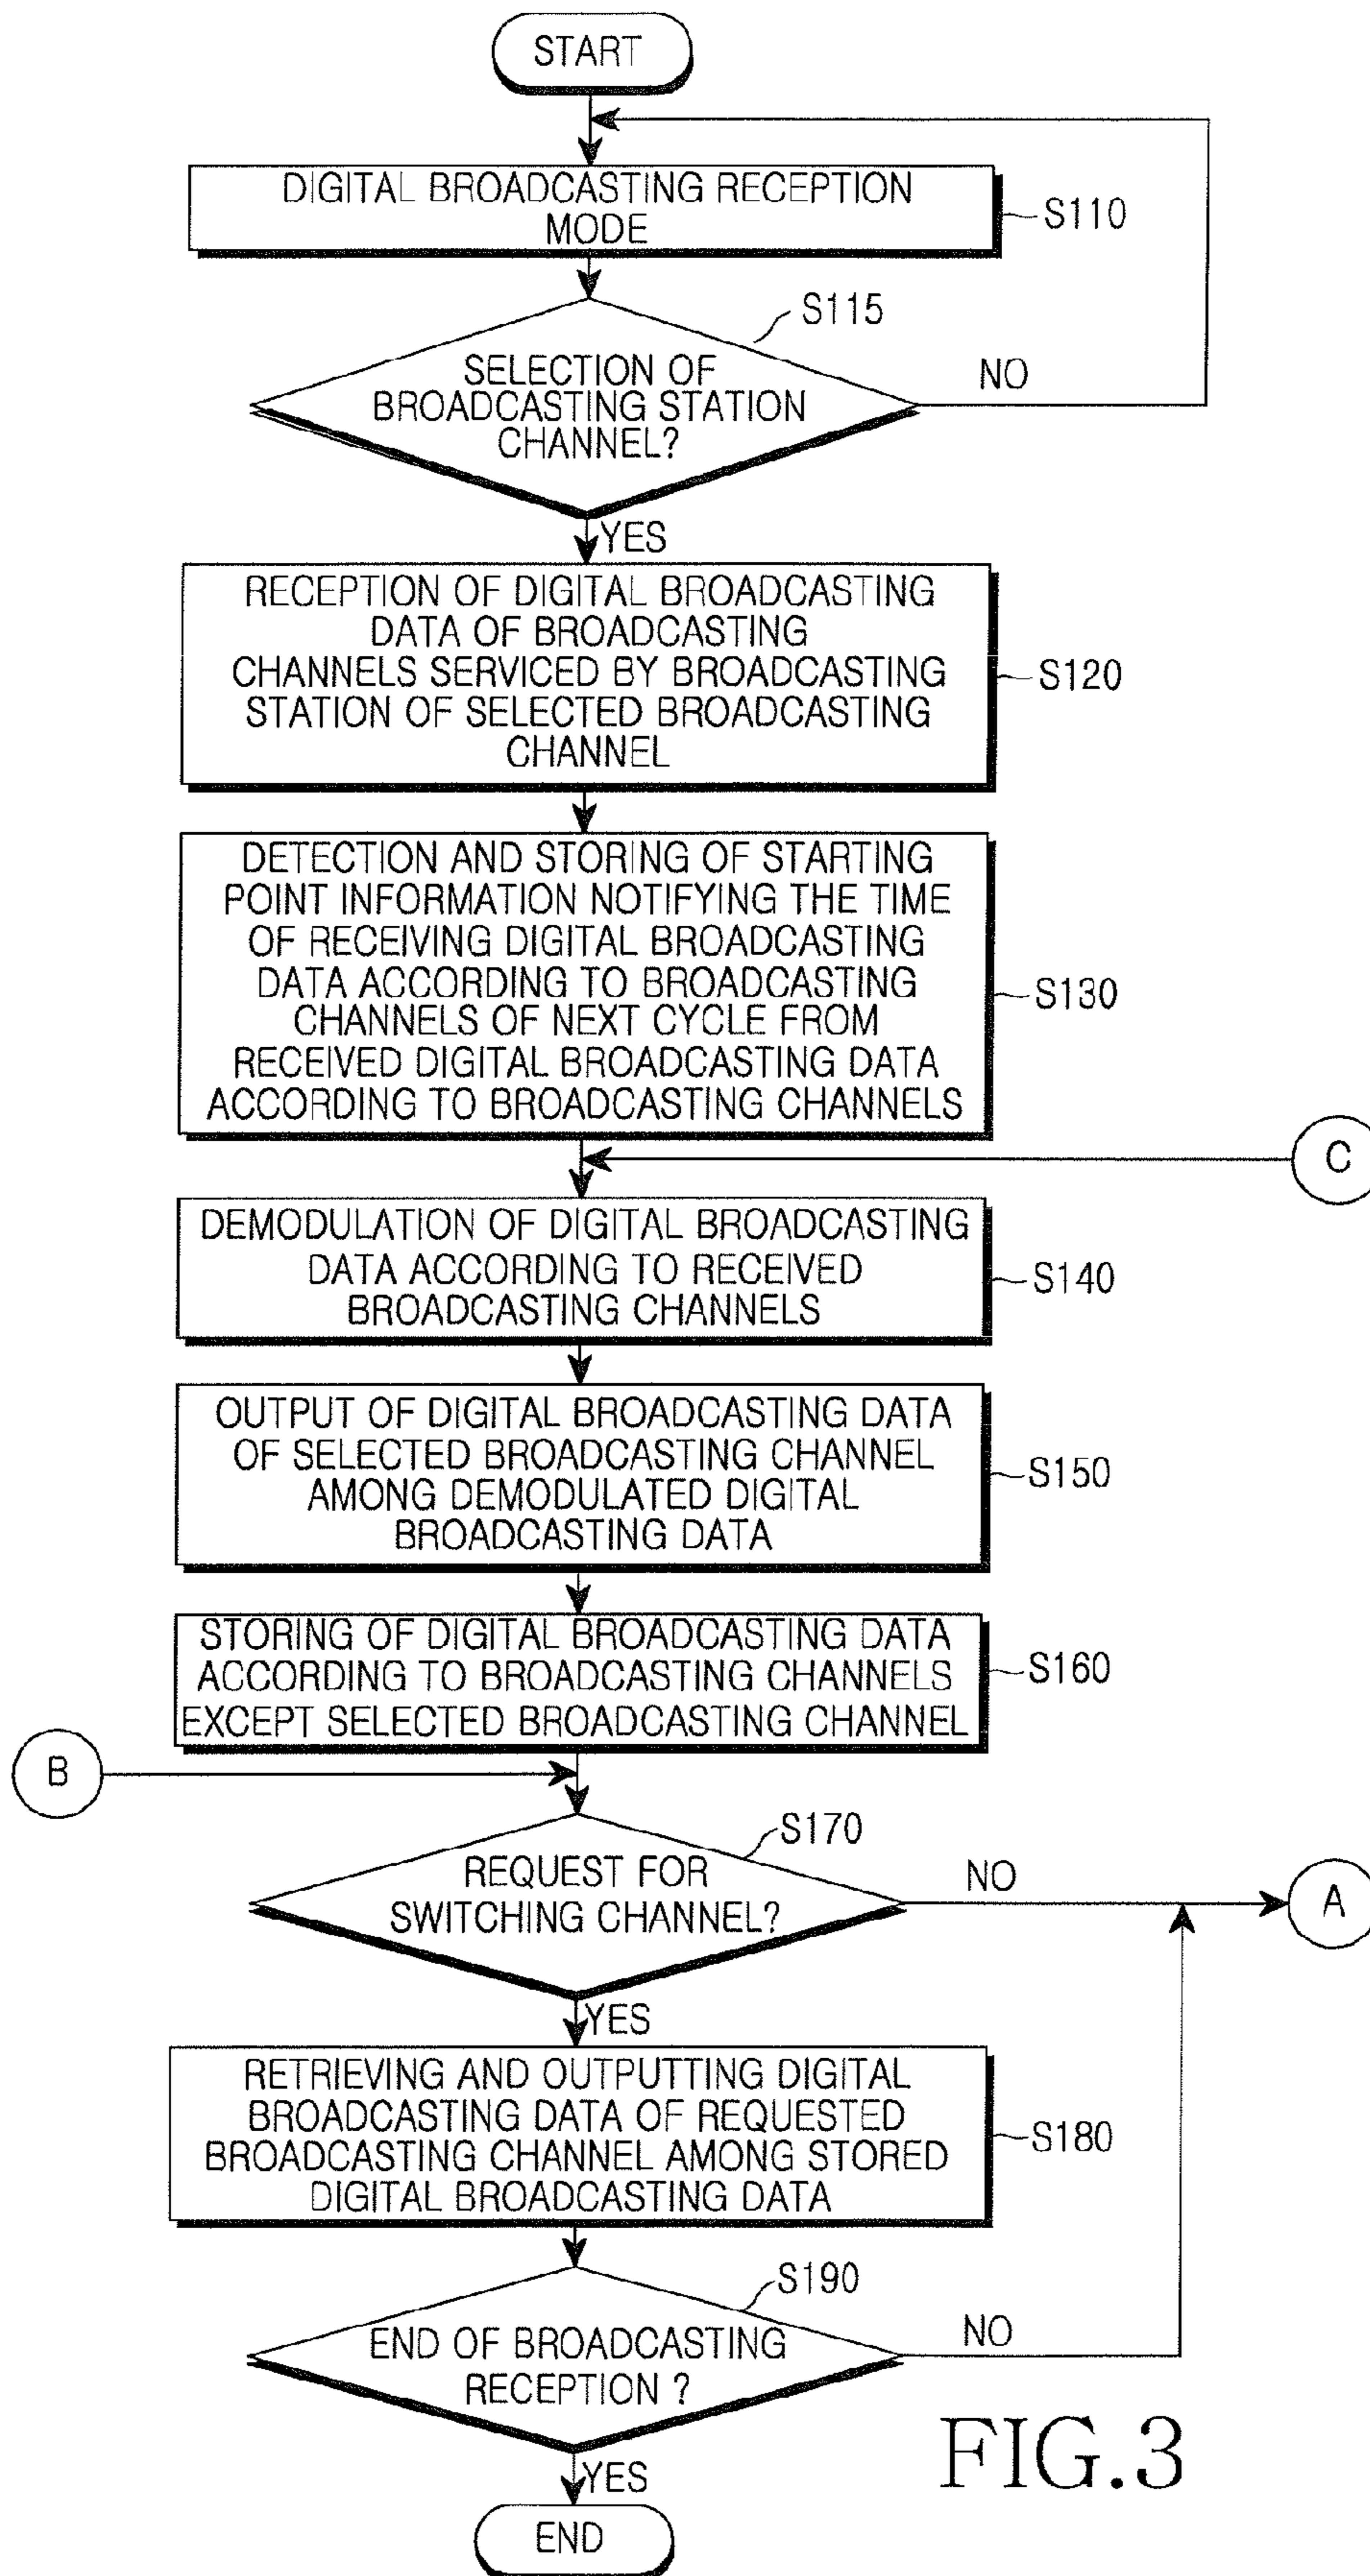 START
DIGITAL BROADCASTING RECEPTION
MODE
S110
S115
SELECTION OF
BROADCASTING STATION
CHANNEL?
NO
YES
RECEPTION OF DIGITAL BROADCASTING
DATA OF BROADCASTING
CHANNELS SERVICED BY BROADCASTING
STATION OF SELECTED BROADCASTING
CHANNEL
S120
DETECTION AND STORING OF STARTING
POINT INFORMATION NOTIFYING THE TIME
OF RECEIVING DIGITAL BROADCASTING
DATA ACCORDING TO BROADCASTING
CHANNELS OF NEXT CYCLE FROM
RECEIVED DIGITAL BROADCASTING DATA
ACCORDING TO BROADCASTING CHANNELS
S130
C
DEMODULATION OF DIGITAL BROADCASTING
DATA ACCORDING TO RECEIVED
BROADCASTING CHANNELS
S140
OUTPUT OF DIGITAL BROADCASTING DATA
OF SELECTED BROADCASTING CHANNEL
AMONG DEMODULATED DIGITAL
BROADCASTING DATA
S150
STORING OF DIGITAL BROADCASTING DATA
ACCORDING TO BROADCASTING CHANNELS
EXCEPT SELECTED BROADCASTING CHANNEL
S160
B
S170
REQUEST FOR
SWITCHING CHANNEL?
NO
A
YES
RETRIEVING AND OUTPUTTING DIGITAL
BROADCASTING DATA OF REQUESTED
BROADCASTING CHANNEL AMONG STORED
DIGITAL BROADCASTING DATA
S180
S190
END OF BROADCASTING
RECEPTION ?
NO
YES
END
FIG.3